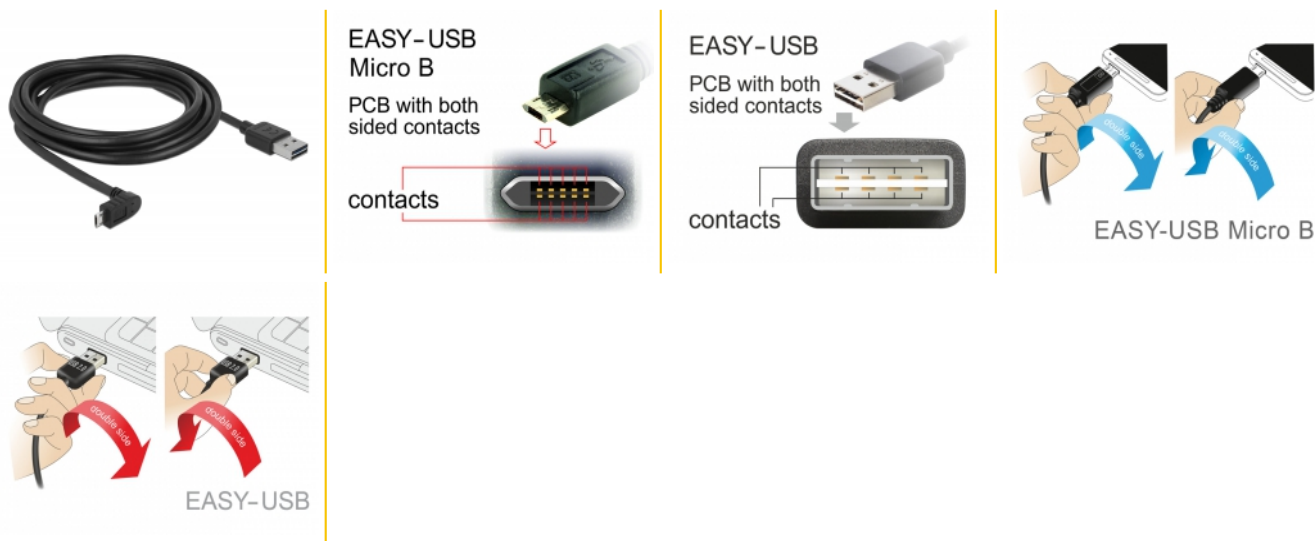 EASY-USB
Micro B
PCB with both
sided contacts
contacts
EASY-USB
PCB with both
sided contacts
contacts
double side
double side
EASY-USB Micro B
double side
double side
EASY-USB